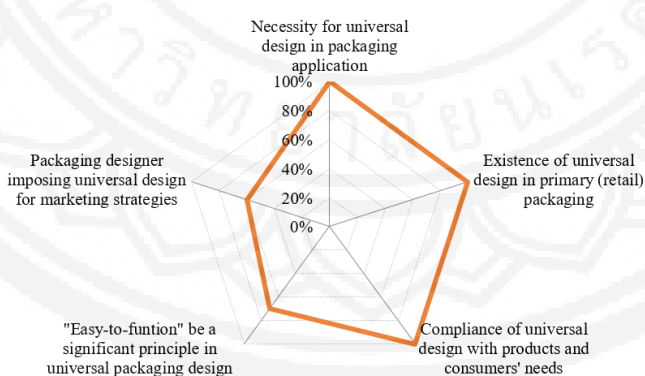 Necessity for universal
design in packaging
application
100%
80%
60%
40%
20%
0%
Existence of universal
design in primary (retail)
packaging
Compliance of universal
design with products and
consumers' needs
"Easy-to-funtion" be a
significant principle in
universal packaging design
Packaging designer
imposing universal design
for marketing strategies